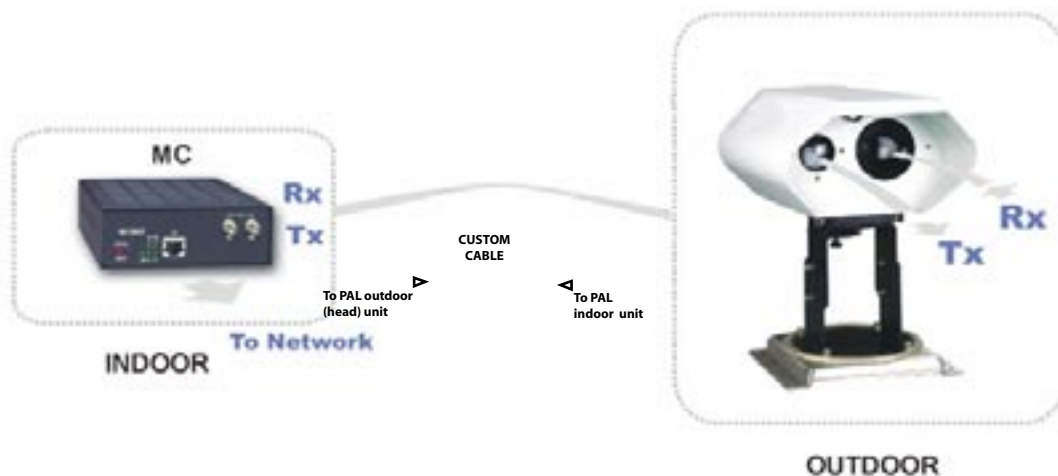 MC
Rx
Tx
CUSTOM
CABLE
To PAL outdoor
(head) unit
To PAL
indoor unit
To Network
INDOOR
Rx
Tx
OUTDOOR